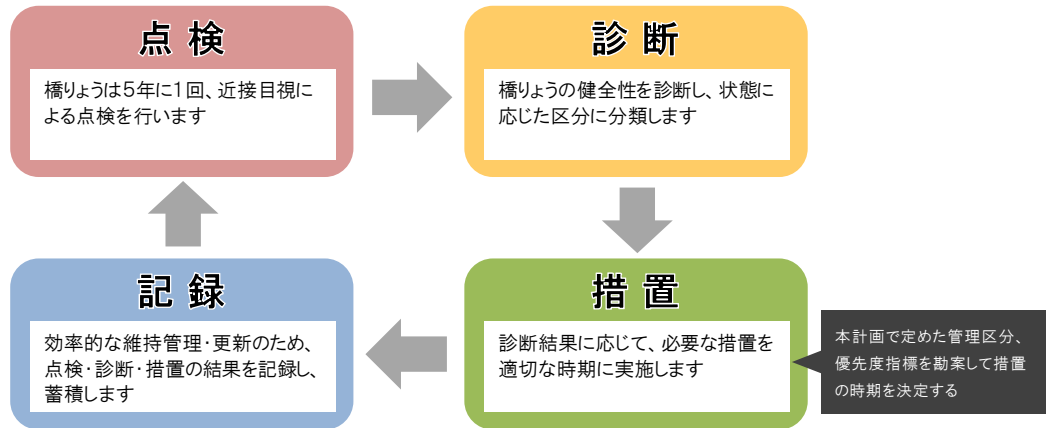 点検
橋りょうは5年に1回、近接目視に
よる点検を行います
診断
橋りょうの健全性を診断し、状態に
応じた区分に分類します
記録
効率的な維持管理・更新のため、
点検・診断・措置の結果を記録し、
蓄積します
措置
診断結果に応じて、必要な措置を
適切な時期に実施します
本計画で定めた管理区分、
優先度指標を勘案して措置
の時期を決定する